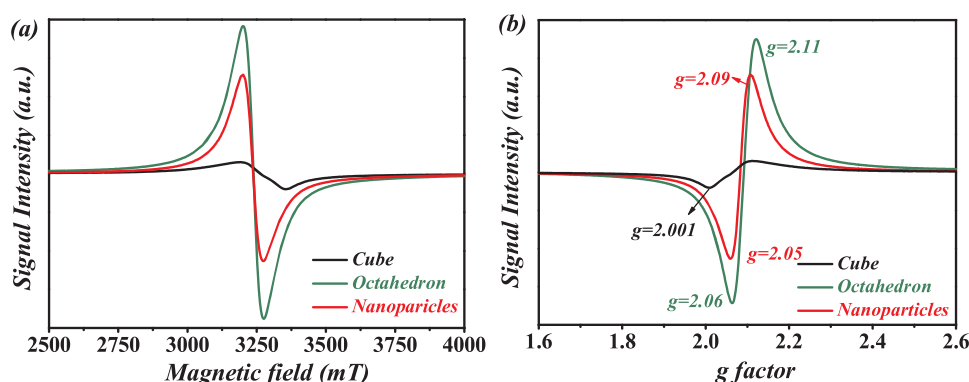 (a)
Signal Intensity (a.u.)
Cube
Octahedron
Nanoparicles
2500 2750 3000 3250 3500 3750 4000
Magnetic field (mT)
(b)
Signal Intensity (a.u.)
g=2.11
g=2.09
g=2.001
g=2.05
g=2.06
Cube
Octahedron
Nanoparticles
1.6 1.8 2.0 2.2 2.4 2.6
g factor